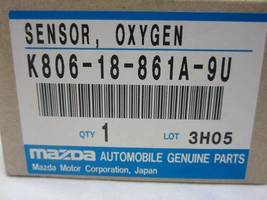 SENSOR, OXYGEN
K806-18-861A-9U
QTY 1 LOT 3H05
mazda AUTOMOBILE GENUINE PARTS
Mazda Motor Corporation, Japan